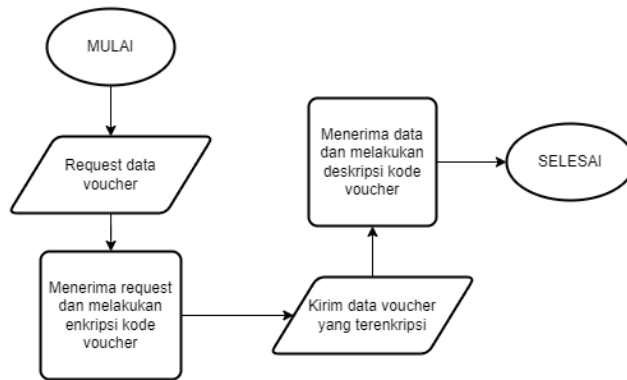 MULAI
Request data
voucher
Menerima request
dan melakukan
enkripsi kode
voucher
Kirim data voucher
yang terenkripsi
Menerima data
dan melakukan
deskripsi kode
voucher
SELESAI